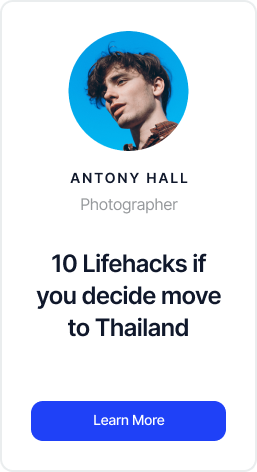 ANTONY HALL
Photographer
10 Lifehacks if
you decide move
to Thailand
Learn More